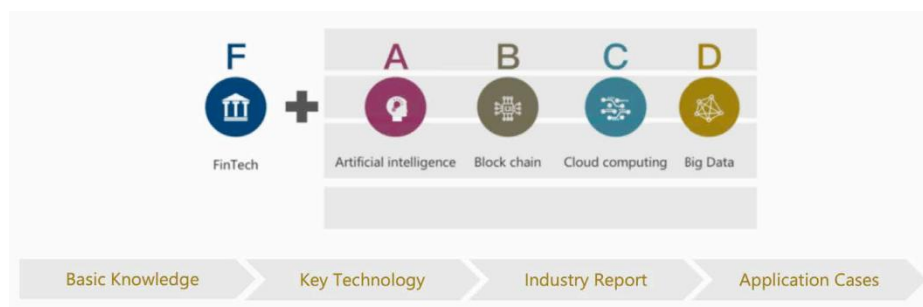 F A B C D
FinTech Artificial intelligence Block chain Cloud computing Big Data
Basic Knowledge Key Technology Industry Report Application Cases